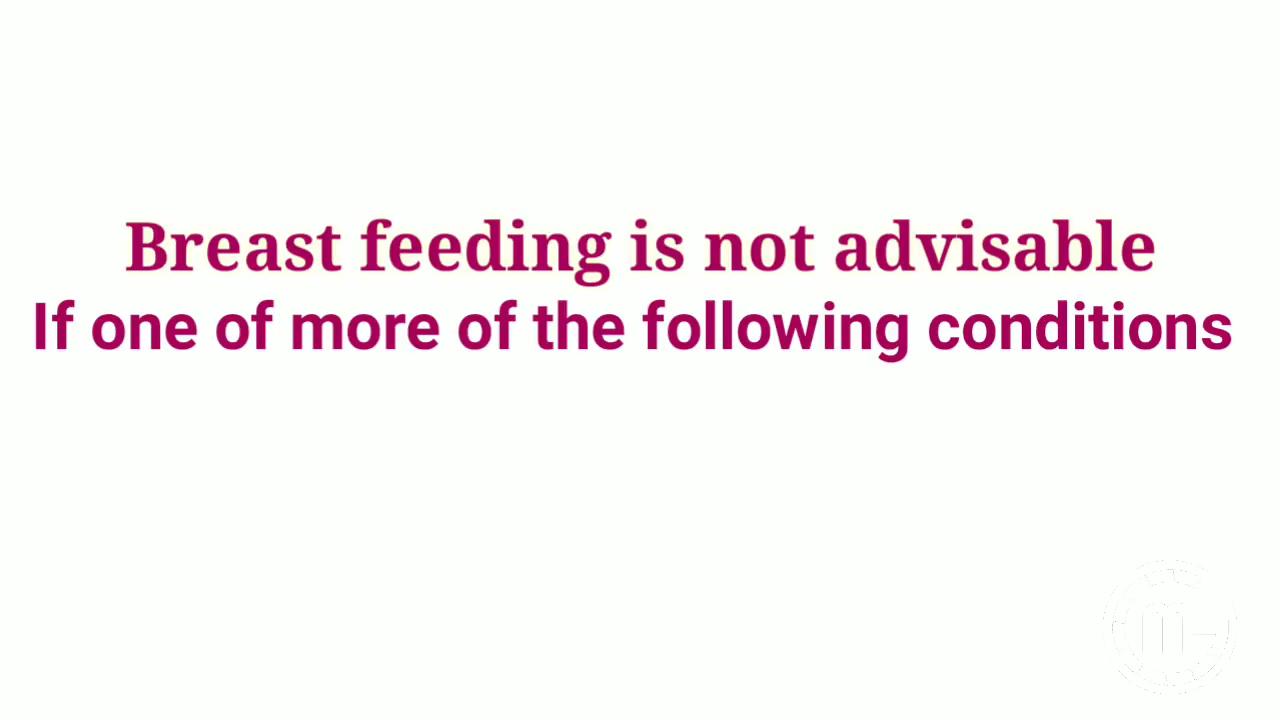 Breast feeding is not advisable
If one of more of the following conditions